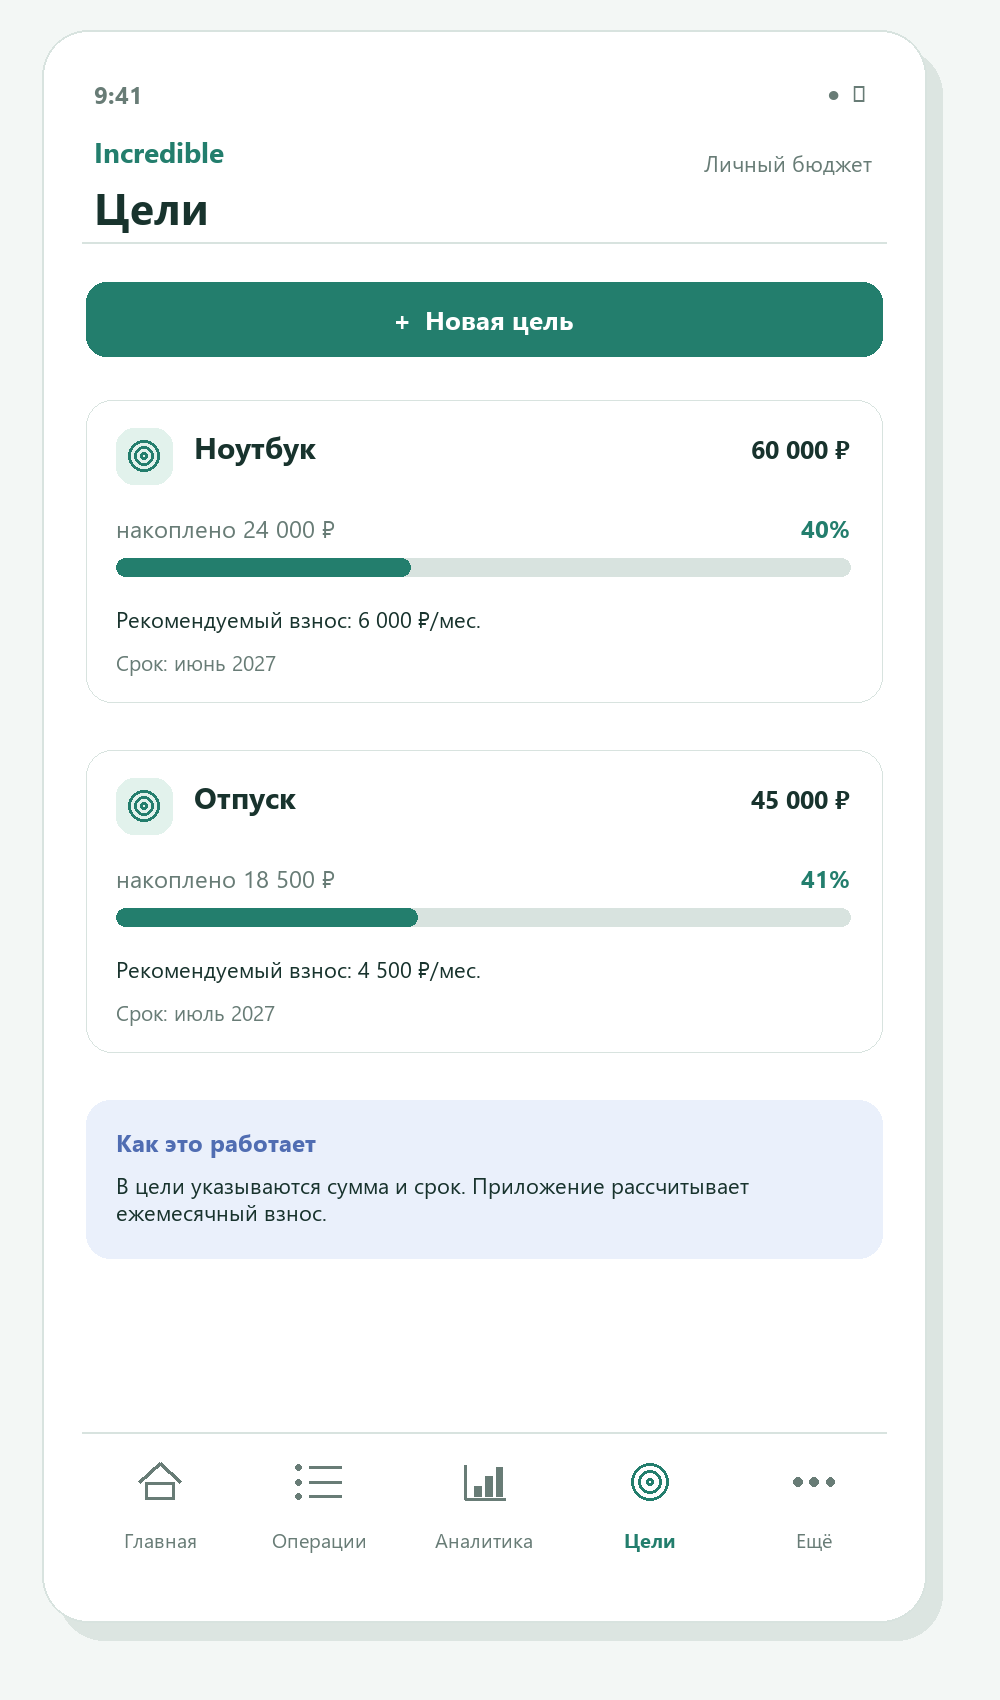 9:41
Incredible
Личный бюджет
Цели
+ Новая цель
Ноутбук
60 000 ₽
накоплено 24 000 ₽
40%
Рекомендуемый взнос: 6 000 ₽/мес.
Срок: июнь 2027
Отпуск
45 000 ₽
накоплено 18 500 ₽
41%
Рекомендуемый взнос: 4 500 ₽/мес.
Срок: июль 2027
Как это работает
В цели указываются сумма и срок. Приложение рассчитывает
ежемесячный взнос.
Главная
Операции
Аналитика
Цели
Ещё